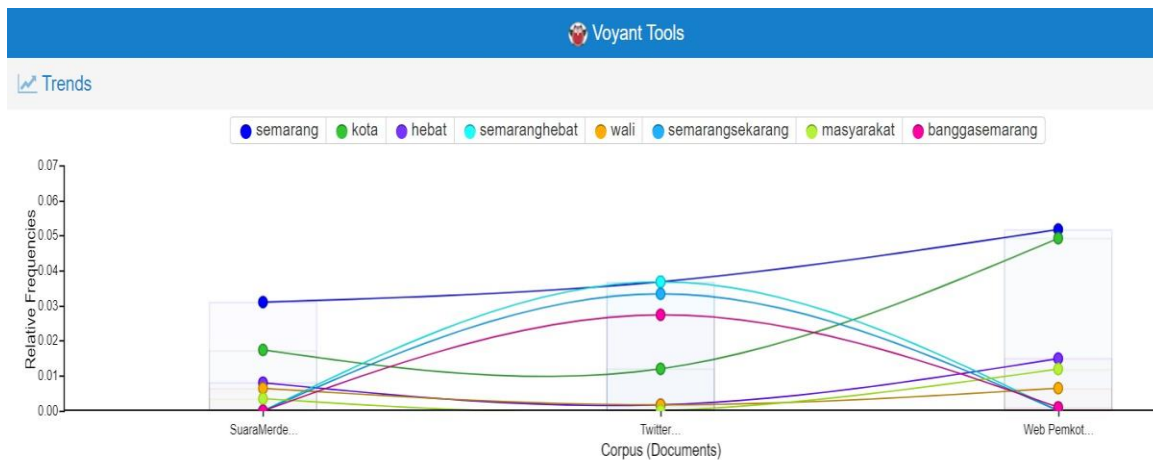 Voyant Tools
Trends
semarang kota hebat semaranghebat wali semarangsekarang masyarakat banggasemarang
0.07
0.06
0.05
0.04
0.03
0.02
0.01
0.00
Relative Frequencies
SuaraMerde... Twitter... Web Pemkot...
Corpus (Documents)